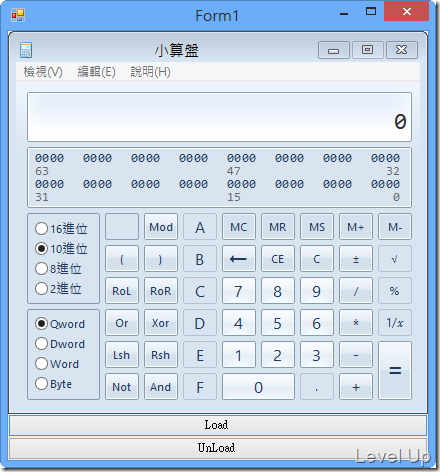 Form1
小算盤
檢視(V) 編輯(E) 說明(H)
0
0000 0000 0000 0000 0000 0000 0000 0000
63 47 32
0000 0000 0000 0000 0000 0000 0000 0000
31 15 0
16進位 Mod A MC MR MS M+ M-
10進位 ( ) B ← CE C ± √
8進位 RoL RoR C 7 8 9 / %
2進位
Qword Or Xor D 4 5 6 * 1/x
Dword Lsh Rsh E 1 2 3 - =
Word
Byte Not And F 0 . +
Load
UnLoad
Level Up